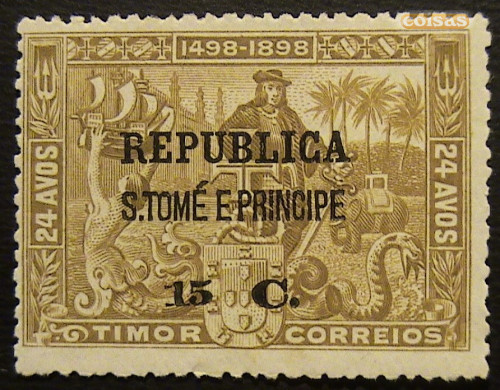 COISAS
1498-1898
24 AVOS
24 AVOS
REPUBLICA
S.TOMÉ E PRINCIPE
15 C.
TIMOR CORREIOS